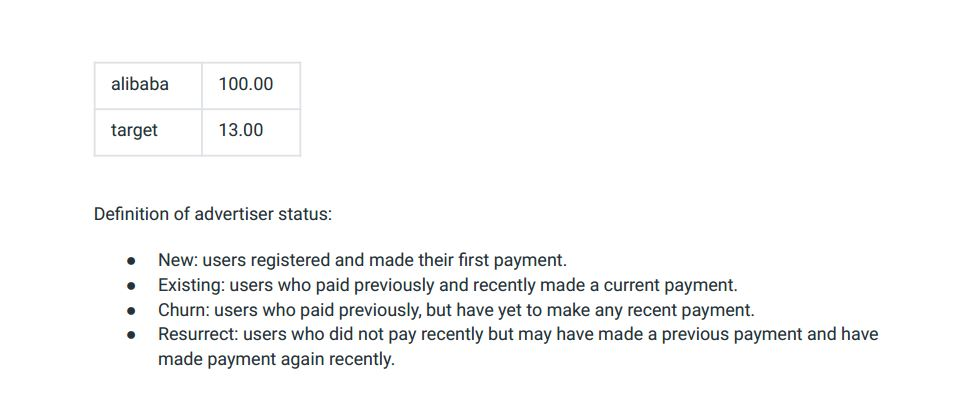 alibaba 100.00
target 13.00
Definition of advertiser status:
● New: users registered and made their first payment.
● Existing: users who paid previously and recently made a current payment.
● Churn: users who paid previously, but have yet to make any recent payment.
● Resurrect: users who did not pay recently but may have made a previous payment and have
made payment again recently.